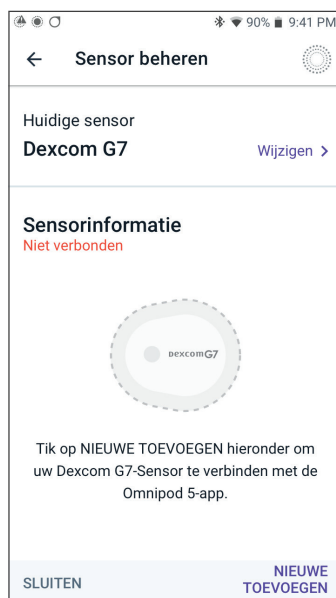 90% 9:41 PM
Sensor beheren
Huidige sensor
Dexcom G7
Wijzigen >
Sensorinformatie
Niet verbonden
Dexcom G7
Tik op NIEUWE TOEVOEGEN hieronder om
uw Dexcom G7-Sensor te verbinden met de
Omnipod 5-app.
SLUITEN
NIEUWE
TOEVOEGEN